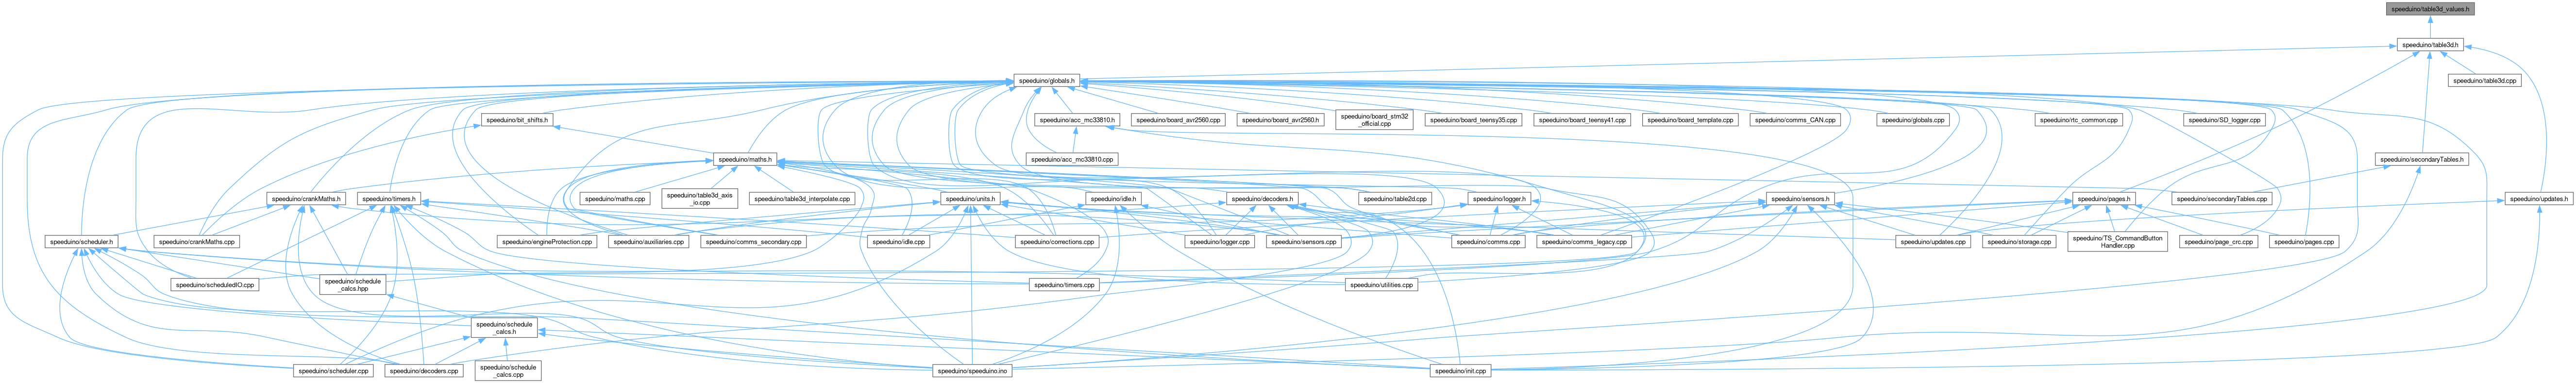 speeduino/table3d_values.h
speeduino/table3d.h
speeduino/globals.h
speeduino/table3d.cpp
speeduino/bit_shifts.h
speeduino/acc_mc33810.h
speeduino/board_avr2560.cpp
speeduino/board_avr2560.h
speeduino/board_stm32
_official.cpp
speeduino/board_teensy35.cpp
speeduino/board_teensy41.cpp
speeduino/board_template.cpp
speeduino/comms_CAN.cpp
speeduino/globals.cpp
speeduino/rtc_common.cpp
speeduino/SD_logger.cpp
speeduino/maths.h
speeduino/acc_mc33810.cpp
speeduino/secondaryTables.h
speeduino/crankMaths.h
speeduino/timers.h
speeduino/maths.cpp
speeduino/table3d_axis
_io.cpp
speeduino/table3d_interpolate.cpp
speeduino/units.h
speeduino/idle.h
speeduino/decoders.h
speeduino/table2d.cpp
speeduino/logger.h
speeduino/sensors.h
speeduino/secondaryTables.cpp
speeduino/pages.h
speeduino/updates.h
speeduino/scheduler.h
speeduino/crankMaths.cpp
speeduino/engineProtection.cpp
speeduino/auxiliaries.cpp
speeduino/comms_secondary.cpp
speeduino/idle.cpp
speeduino/corrections.cpp
speeduino/logger.cpp
speeduino/sensors.cpp
speeduino/comms.cpp
speeduino/comms_legacy.cpp
speeduino/updates.cpp
speeduino/storage.cpp
speeduino/TS_CommandButton
Handler.cpp
speeduino/page_crc.cpp
speeduino/pages.cpp
speeduino/scheduledIO.cpp
speeduino/schedule
_calcs.hpp
speeduino/timers.cpp
speeduino/utilities.cpp
speeduino/schedule
_calcs.h
speeduino/scheduler.cpp
speeduino/decoders.cpp
speeduino/schedule
_calcs.cpp
speeduino/speeduino.ino
speeduino/init.cpp